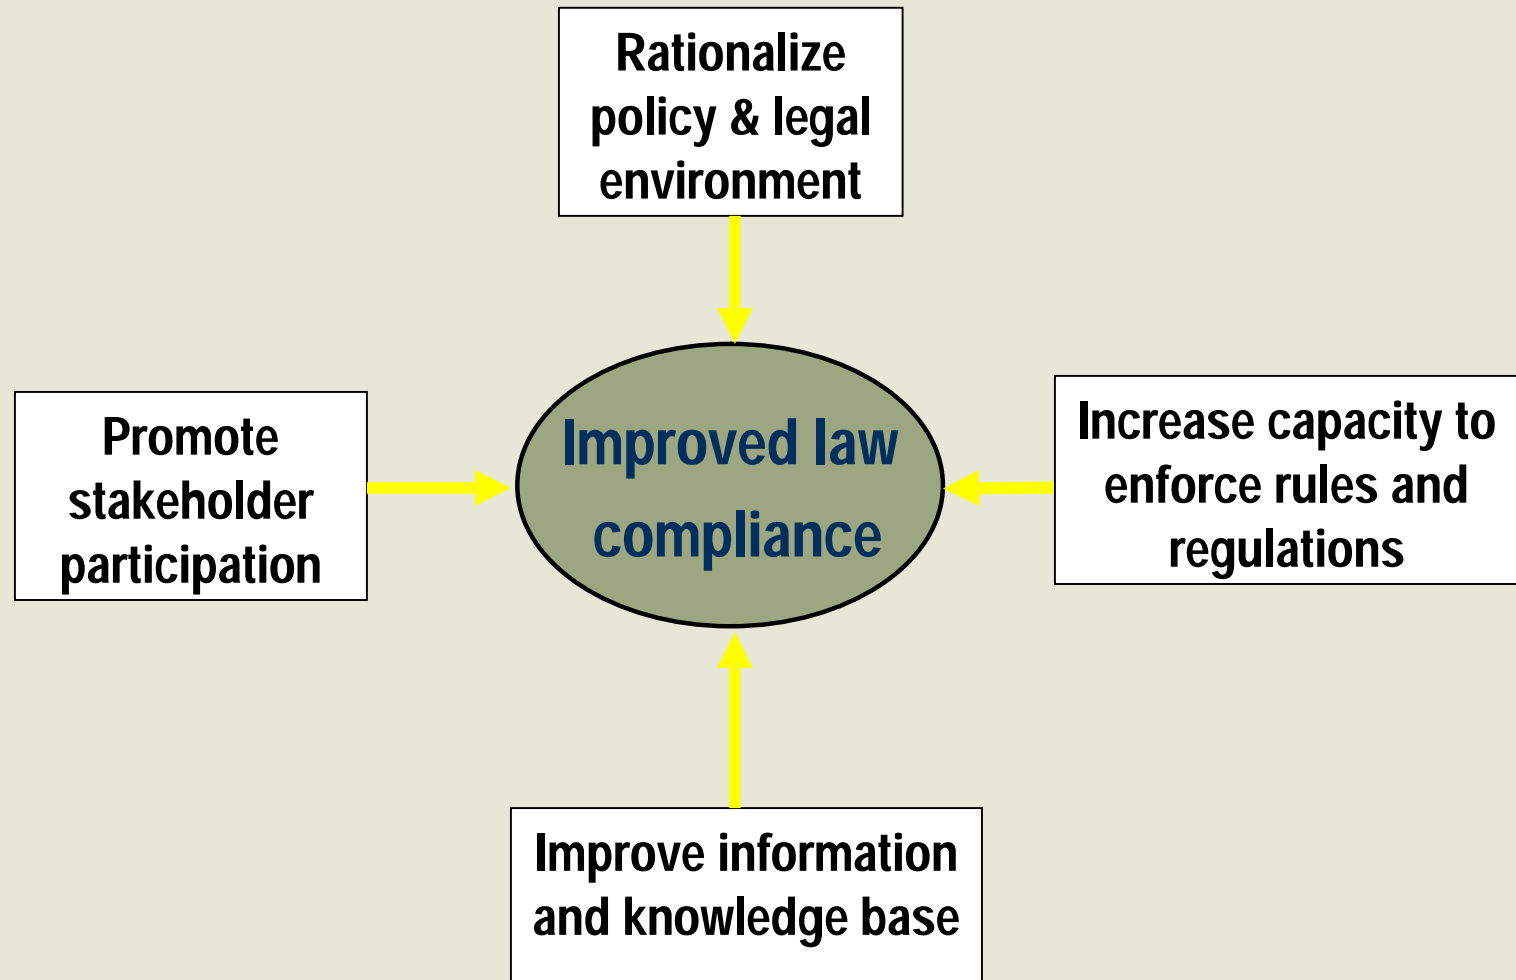 Rationalize
policy & legal
environment
Promote
stakeholder
participation
Improved law
compliance
Increase capacity to
enforce rules and
regulations
Improve information
and knowledge base